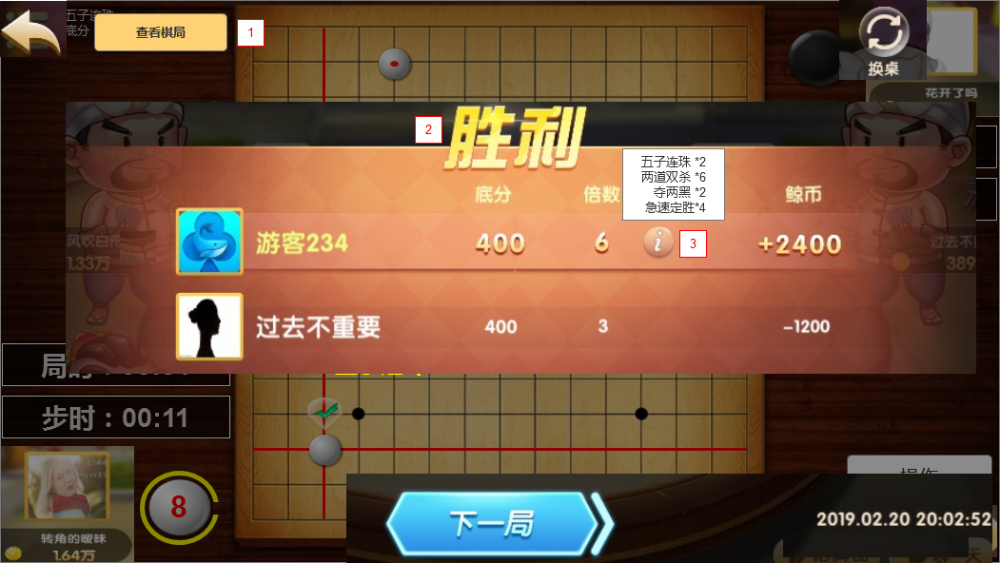 五子连珠
底分
查看棋局
1
换桌
花开了吗
2
胜利
五子连珠 *2
两道双杀 *6
夺两黑 *2
急速定胜*4
底分
倍数
鲸币
游客234
400
6
i
3
+2400
风吹白
1.33万
过去不
389
过去不重要
400
3
-1200
局时：
步时：00:11
8
转角的暧昧
1.64万
下一局
操作
2019.02.20 20:02:52